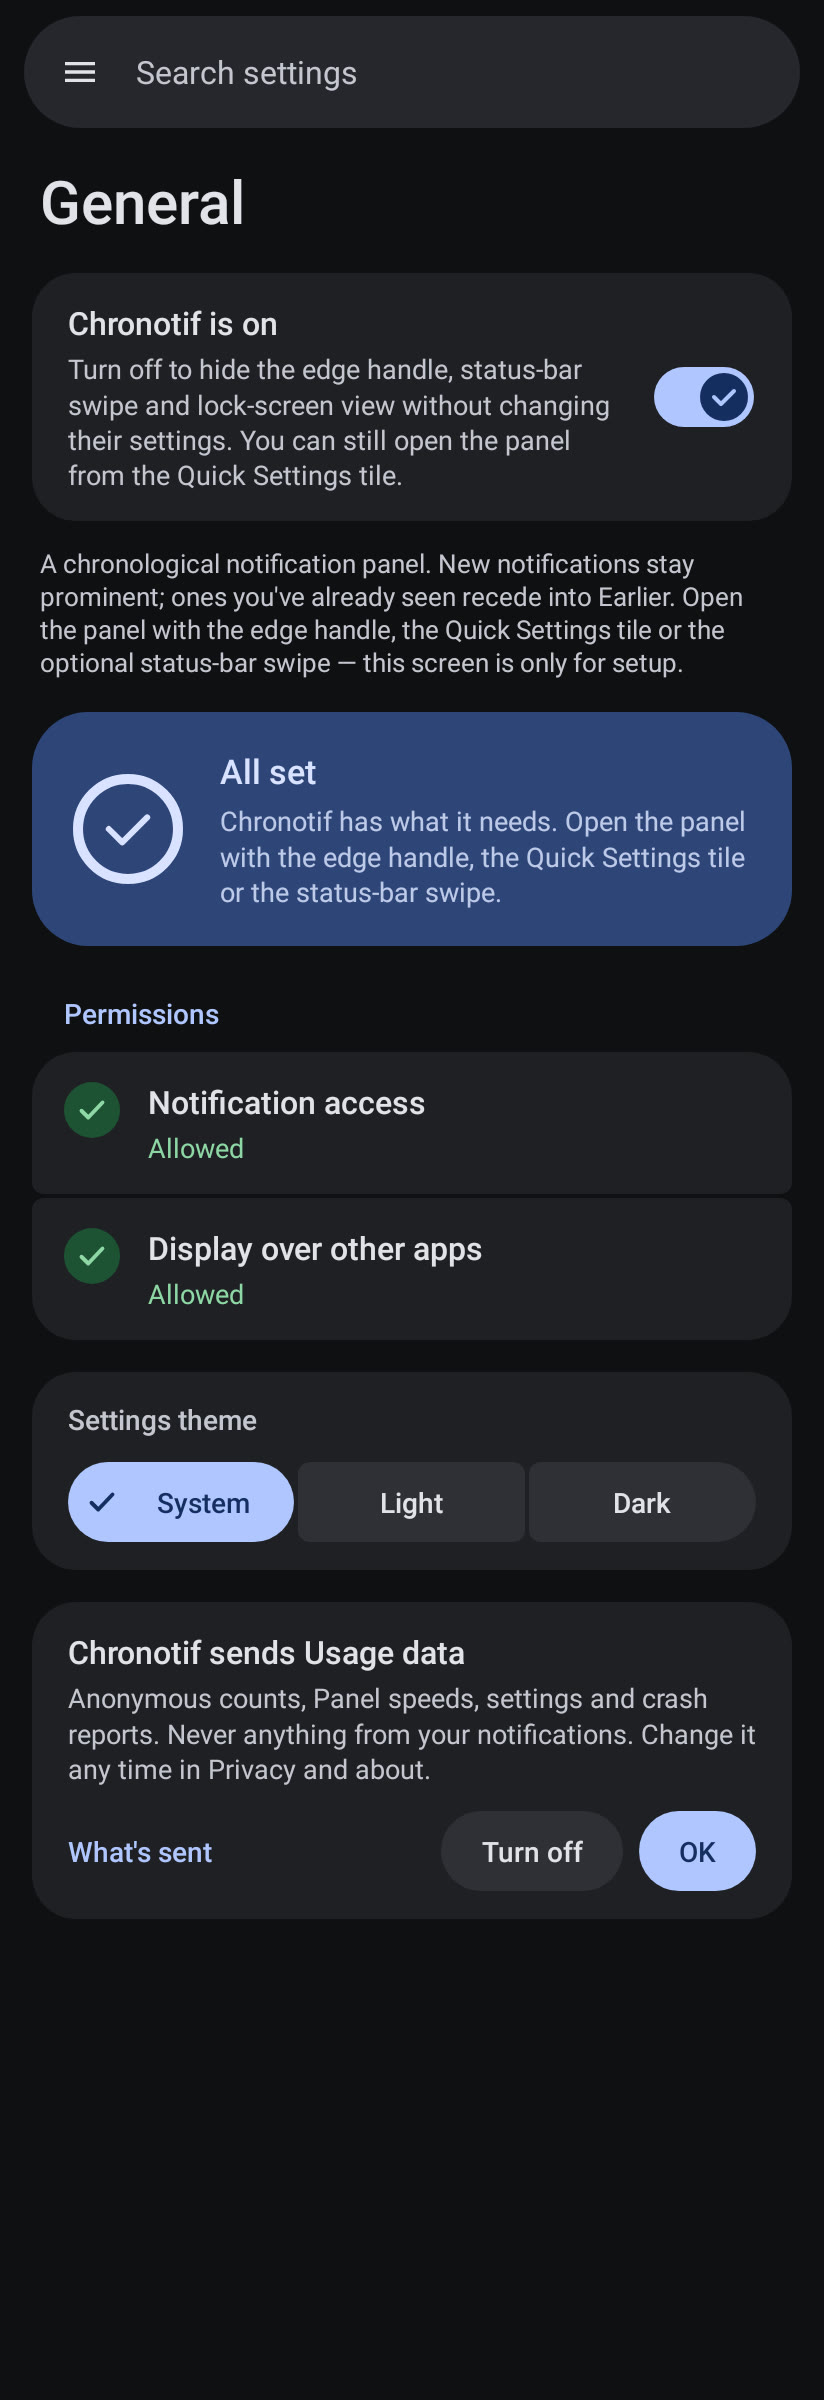 Search settings
General
Chronotif is on
Turn off to hide the edge handle, status-bar
swipe and lock-screen view without changing
their settings. You can still open the panel
from the Quick Settings tile.
A chronological notification panel. New notifications stay
prominent; ones you've already seen recede into Earlier. Open
the panel with the edge handle, the Quick Settings tile or the
optional status-bar swipe — this screen is only for setup.
All set
Chronotif has what it needs. Open the panel
with the edge handle, the Quick Settings tile
or the status-bar swipe.
Permissions
Notification access
Allowed
Display over other apps
Allowed
Settings theme
System Light Dark
Chronotif sends Usage data
Anonymous counts, Panel speeds, settings and crash
reports. Never anything from your notifications. Change it
any time in Privacy and about.
What's sent Turn off OK